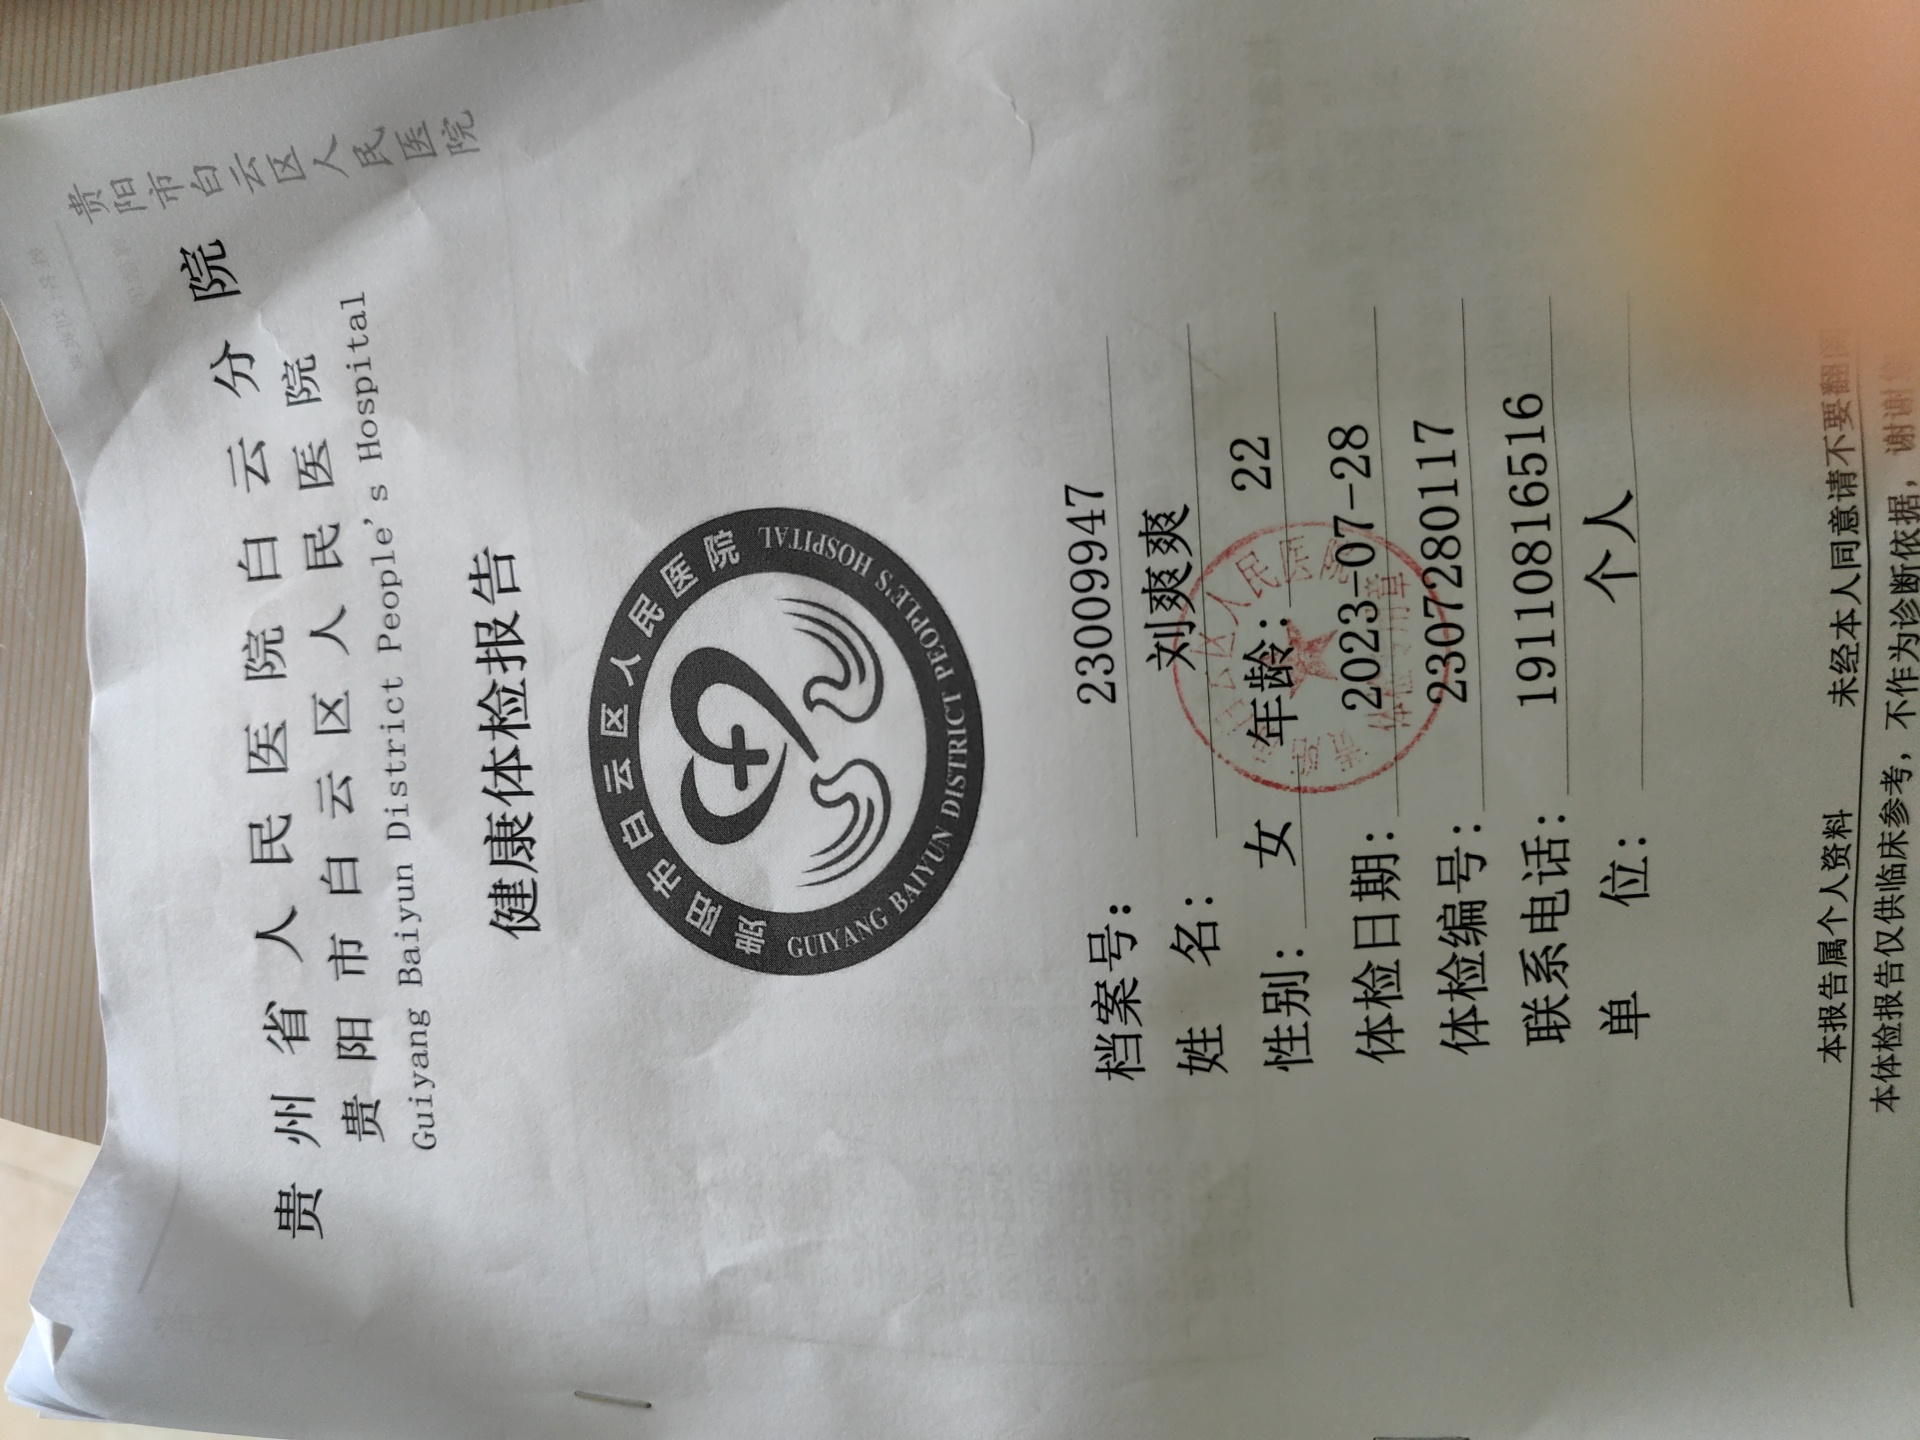 贵阳市白云区人民医院
贵州省人民医院白云分院
贵阳市白云区人民医院
Guiyang Baiyun District People's Hospital
健康体检报告
贵阳市白云区人民医院
GUIYANG BAIYUN DISTRICT PEOPLE'S HOSPITAL
档案号： 23009947
姓 名： 刘爽爽
性别： 女 年龄： 22
体检日期： 2023-07-28
体检编号： 2307280117
联系电话： 19110816516
单 位： 个人
本报告属个人资料 未经本人同意请不要翻阅
本体检报告仅供临床参考，不作为诊断依据，谢谢